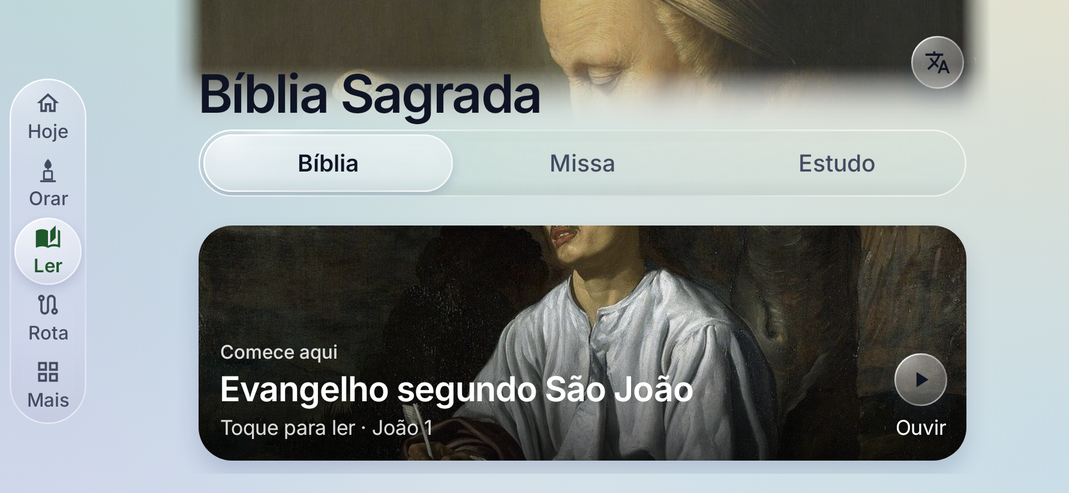 Bíblia Sagrada
Bíblia
Missa
Estudo
Hoje
Orar
Ler
Rota
Mais
Comece aqui
Evangelho segundo São João
Toque para ler · João 1
Ouvir